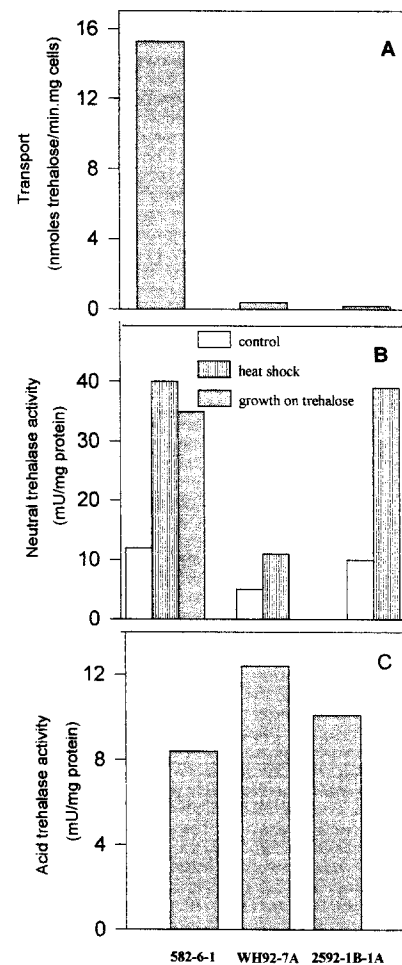 A
16
12
8
4
0
Transport
(nmoles trehalose/min.mg cells)
B
control
heat shock
growth on trehalose
40
30
20
10
0
Neutral trehalase activity
(mU/mg protein)
C
12
8
4
0
Acid trehalase activity
(mU/mg protein)
582-6-1 WH92-7A 2592-1B-1A